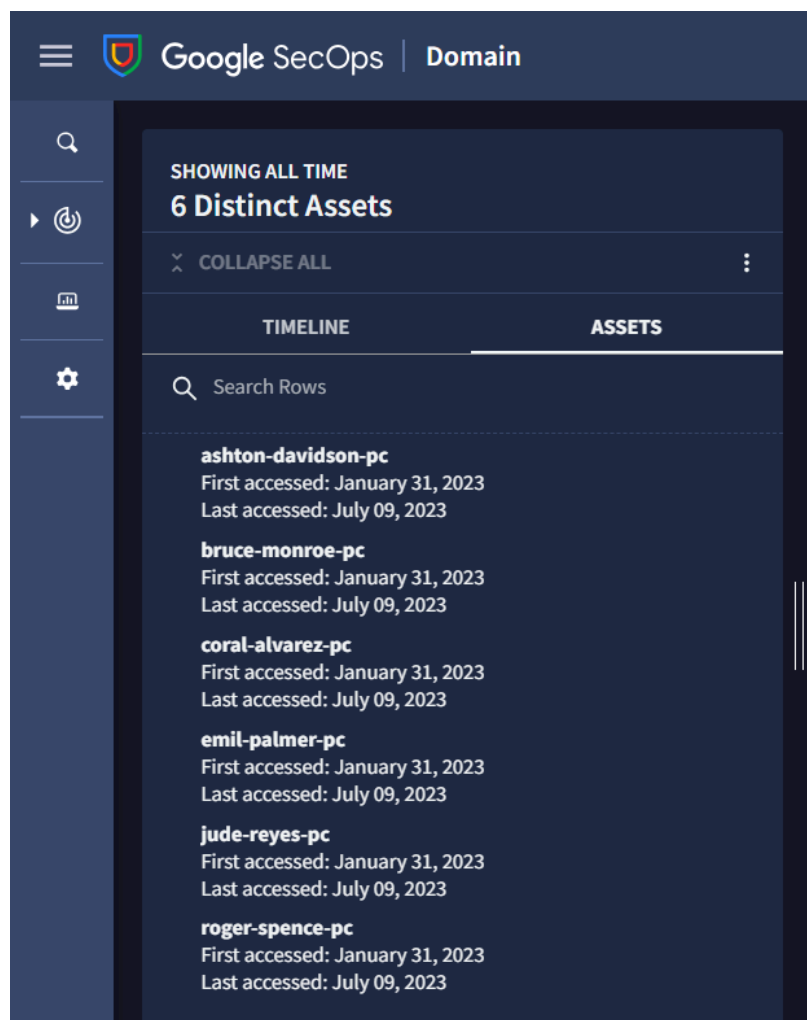 Google SecOps | Domain
SHOWING ALL TIME
6 Distinct Assets
COLLAPSE ALL
TIMELINE ASSETS
Search Rows
ashton-davidson-pc
First accessed: January 31, 2023
Last accessed: July 09, 2023
bruce-monroe-pc
First accessed: January 31, 2023
Last accessed: July 09, 2023
coral-alvarez-pc
First accessed: January 31, 2023
Last accessed: July 09, 2023
emil-palmer-pc
First accessed: January 31, 2023
Last accessed: July 09, 2023
jude-reyes-pc
First accessed: January 31, 2023
Last accessed: July 09, 2023
roger-spence-pc
First accessed: January 31, 2023
Last accessed: July 09, 2023